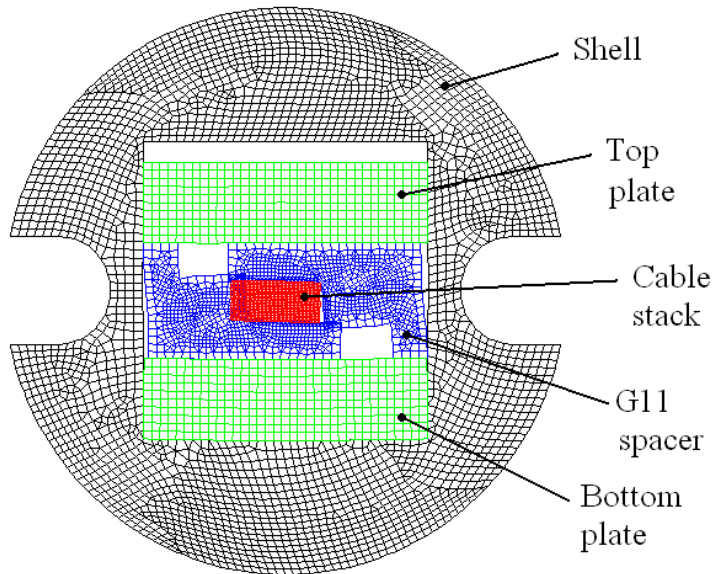 Shell
Top
plate
Cable
stack
G11
spacer
Bottom
plate